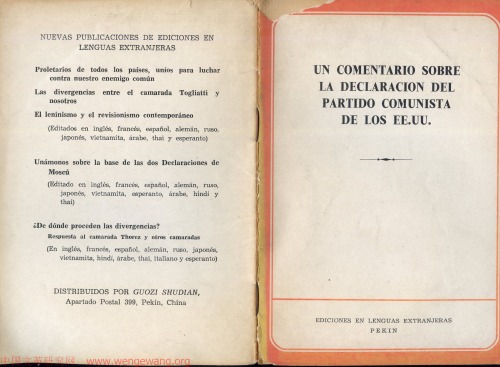 NUEVAS PUBLICACIONES DE EDICIONES EN
LENGUAS EXTRANJERAS
Proletarios de todos los países, uníos para luchar
contra nuestro enemigo común
Las divergencias entre el camarada Togliatti y
nosotros
El leninismo y el revisionismo contemporáneo
(Editados en inglés, francés, español, alemán, ruso,
japonés, vietnamita, árabe, thai y esperanto)
Unámonos sobre la base de las dos Declaraciones de
Moscú
(Editado en inglés, francés, español, alemán, ruso,
japonés, vietnamita, esperanto, árabe, hindi y
thai)
¿De dónde proceden las divergencias?
Respuesta al camarada Thorez y otros camaradas
(En inglés, francés, español, alemán, ruso, japonés,
vietnamita, hindi, árabe, thai, italiano y esperanto)
DISTRIBUIDOS POR GUOZI SHUDIAN,
Apartado Postal 399, Pekín, China
www.wengewang.org
UN COMENTARIO SOBRE
LA DECLARACION DEL
PARTIDO COMUNISTA
DE LOS EE.UU.
EDICIONES EN LENGUAS EXTRANJERAS
PEKIN